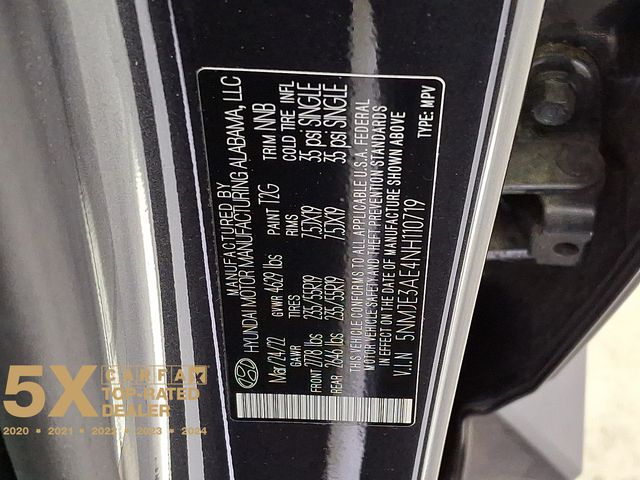 MANUFACTURED BY
HYUNDAI MOTOR MANUFACTURING ALABAMA, LLC
Mar/24/22 GVWR 4629 lbs PAINT T2G TRIM NNB
GAWR TIRES RIMS COLD TIRE INFL
FRONT 2778 lbs 235/55R19 7.5JX19 35 psi SINGLE
REAR 2646 lbs 235/55R19 7.5JX19 35 psi SINGLE
THIS VEHICLE CONFORMS TO ALL APPLICABLE U.S.A. FEDERAL
MOTOR VEHICLE SAFETY AND THEFT PREVENTION STANDARDS
IN EFFECT ON THE DATE OF MANUFACTURE SHOWN ABOVE
V.I.N 5NMJE3AE4NH110719 TYPE: MPV
5X CARFAX
TOP-RATED
DEALER
2020 • 2021 • 2022 • 2023 • 2024